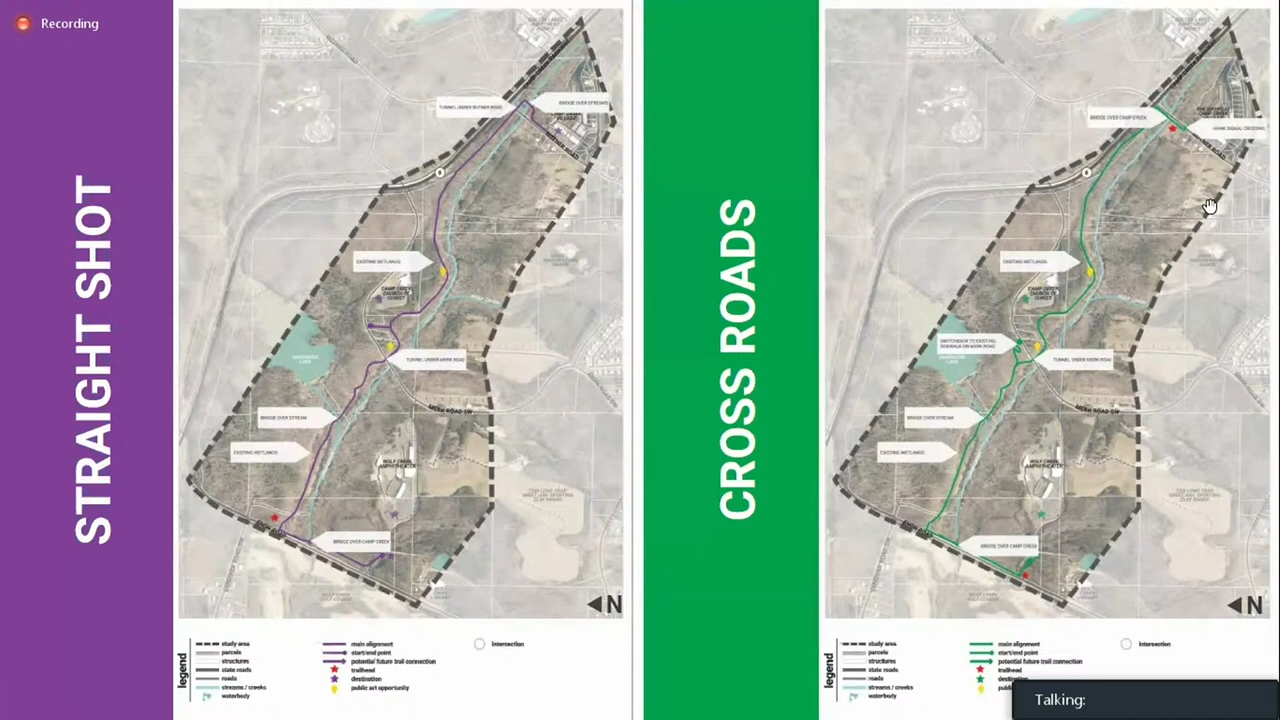 Recording
STRAIGHT SHOT
TUNNEL UNDER BUTNER ROAD
BRIDGE OVER STREAMS
EXISTING WETLANDS
CAMP CREEK
CHURCH OF
CHRIST
TUNNEL UNDER MERK ROAD
MERK ROAD SW
BRIDGE OVER STREAM
EXISTING WETLANDS
WOLF CREEK
AMPHITHEATER
BRIDGE OVER CAMP CREEK
N
legend
study area
parcels
structures
state roads
roads
streams / creeks
waterbody
main alignment
start/end point
potential future trail connection
trailhead
destination
public art opportunity
intersection
CROSS ROADS
BRIDGE OVER CAMP CREEK
HAWK SIGNAL CROSSING
EXISTING WETLANDS
CAMP CREEK
CHURCH OF
CHRIST
SWITCHBACK TO EXISTING
SIDEWALK ON MERK ROAD
TUNNEL UNDER MERK ROAD
MERK ROAD SW
BRIDGE OVER STREAM
EXISTING WETLANDS
WOLF CREEK
AMPHITHEATER
BRIDGE OVER CAMP CREEK
N
legend
study area
parcels
structures
state roads
roads
streams / creeks
waterbody
main alignment
start/end point
potential future trail connection
trailhead
intersection
Talking: